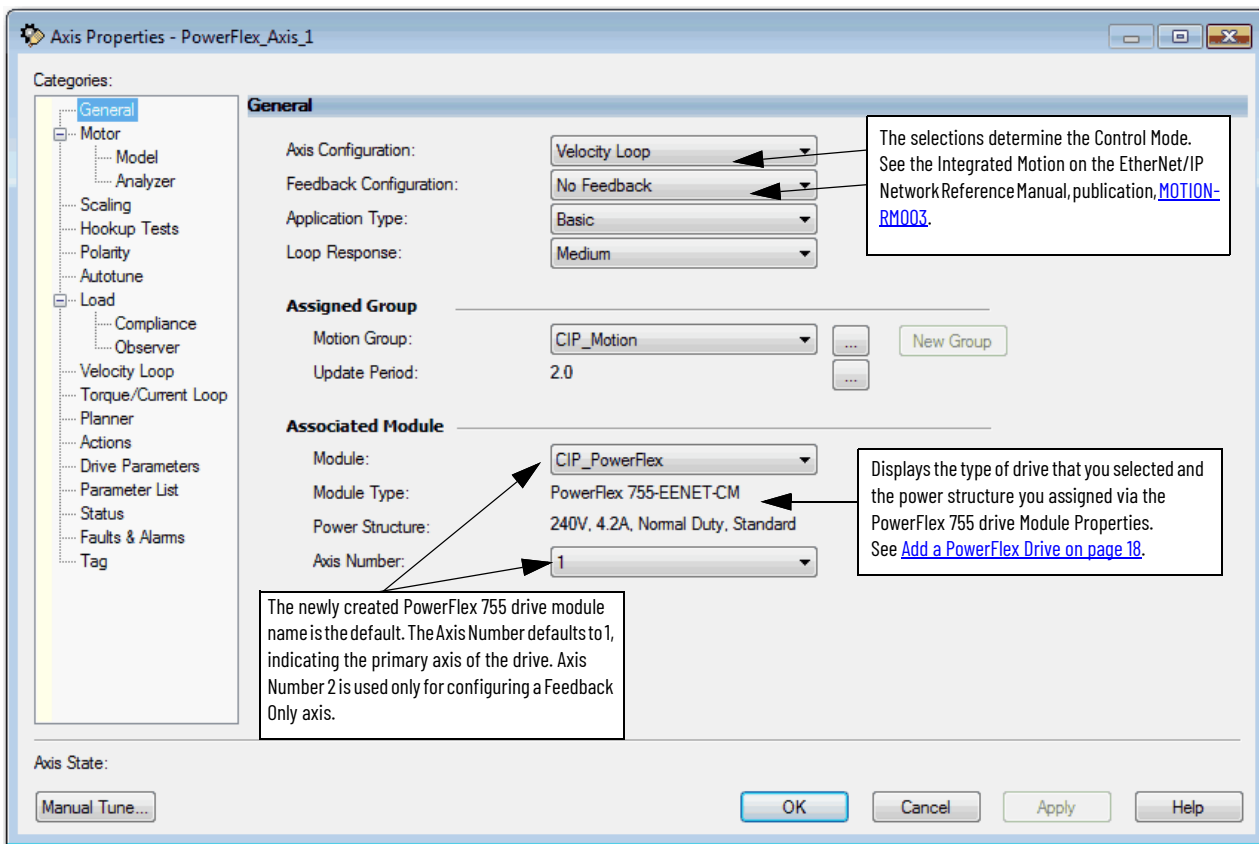 Axis Properties - PowerFlex_Axis_1
Categories:
General
Motor
Model
Analyzer
Scaling
Hookup Tests
Polarity
Autotune
Load
Compliance
Observer
Velocity Loop
Torque/Current Loop
Planner
Actions
Drive Parameters
Parameter List
Status
Faults & Alarms
Tag
General
Axis Configuration: Velocity Loop
Feedback Configuration: No Feedback
Application Type: Basic
Loop Response: Medium
The selections determine the Control Mode.
See the Integrated Motion on the EtherNet/IP
Network Reference Manual, publication, MOTION-
RM003.
Assigned Group
Motion Group: CIP_Motion ... New Group
Update Period: 2.0 ...
Associated Module
Module: CIP_PowerFlex
Module Type: PowerFlex 755-EENET-CM
Power Structure: 240V, 4.2A, Normal Duty, Standard
Axis Number: 1
Displays the type of drive that you selected and
the power structure you assigned via the
PowerFlex 755 drive Module Properties.
See Add a PowerFlex Drive on page 18.
The newly created PowerFlex 755 drive module
name is the default. The Axis Number defaults to 1,
indicating the primary axis of the drive. Axis
Number 2 is used only for configuring a Feedback
Only axis.
Axis State:
Manual Tune... OK Cancel Apply Help